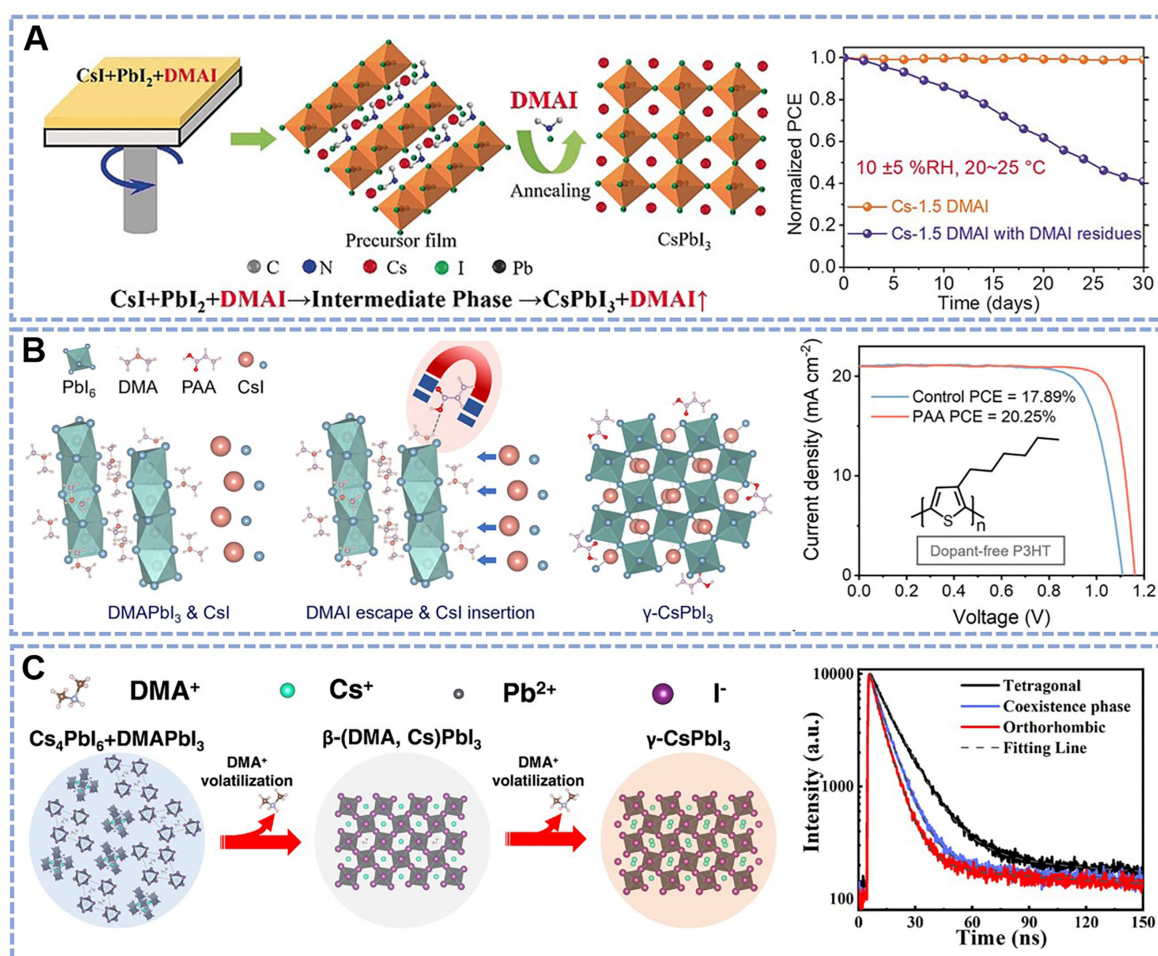 A
CsI+PbI₂+DMAI
DMAI
Anncaling
Precursor film
CsPbI₃
C N Cs I Pb
CsI+PbI₂+DMAI→Intermediate Phase →CsPbI₃+DMAI↑
Normalized PCE
1.0
0.8
0.6
0.4
0.2
0.0
10 ±5 %RH, 20~25 °C
Cs-1.5 DMAI
Cs-1.5 DMAI with DMAI residues
0 5 10 15 20 25 30
Time (days)
B
PbI₆ DMA PAA CsI
DMAPbI₃ & CsI
DMAI escape & CsI insertion
γ-CsPbI₃
Current density (mA cm⁻²)
20
10
0
Control PCE = 17.89%
PAA PCE = 20.25%
S
n
Dopant-free P3HT
0.0 0.2 0.4 0.6 0.8 1.0 1.2
Voltage (V)
C
DMA⁺ Cs⁺ Pb²⁺ I⁻
Cs₄PbI₆+DMAPbI₃
DMA⁺
volatilization
β-(DMA, Cs)PbI₃
DMA⁺
volatilization
γ-CsPbI₃
Intensity (a.u.)
10000
1000
100
Tetragonal
Coexistence phase
Orthorhombic
Fitting Line
0 30 60 90 120 150
Time (ns)